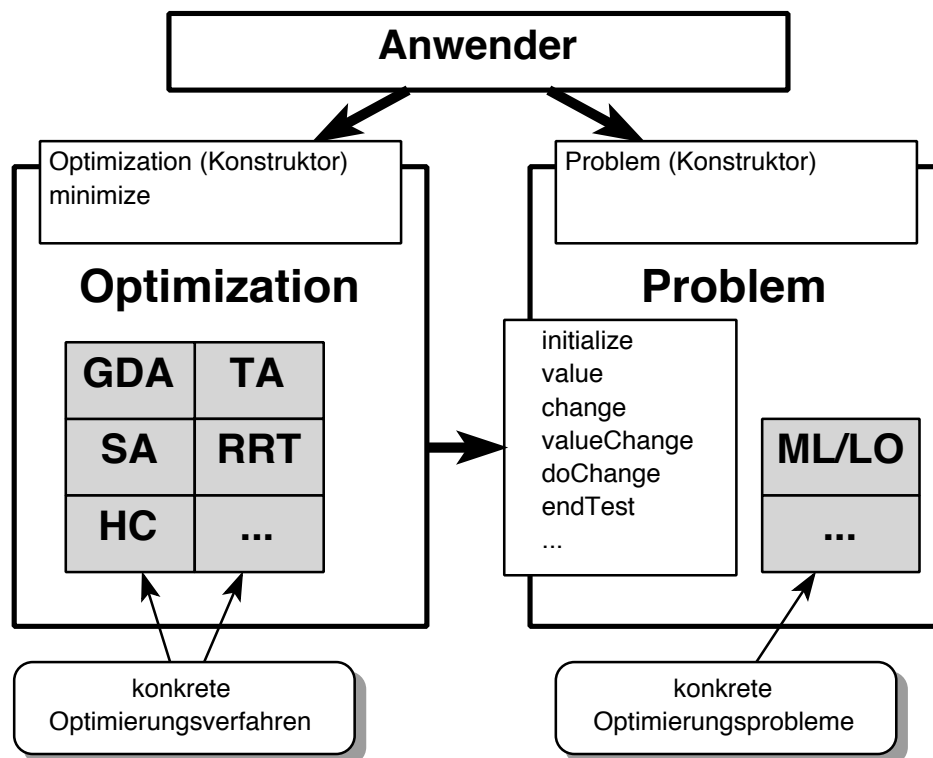 Anwender
Optimization (Konstruktor)
minimize
Problem (Konstruktor)
Optimization
Problem
GDA TA
SA RRT
HC ...
initialize
value
change
valueChange
doChange
endTest
...
ML/LO
...
konkrete
Optimierungsverfahren
konkrete
Optimierungsprobleme